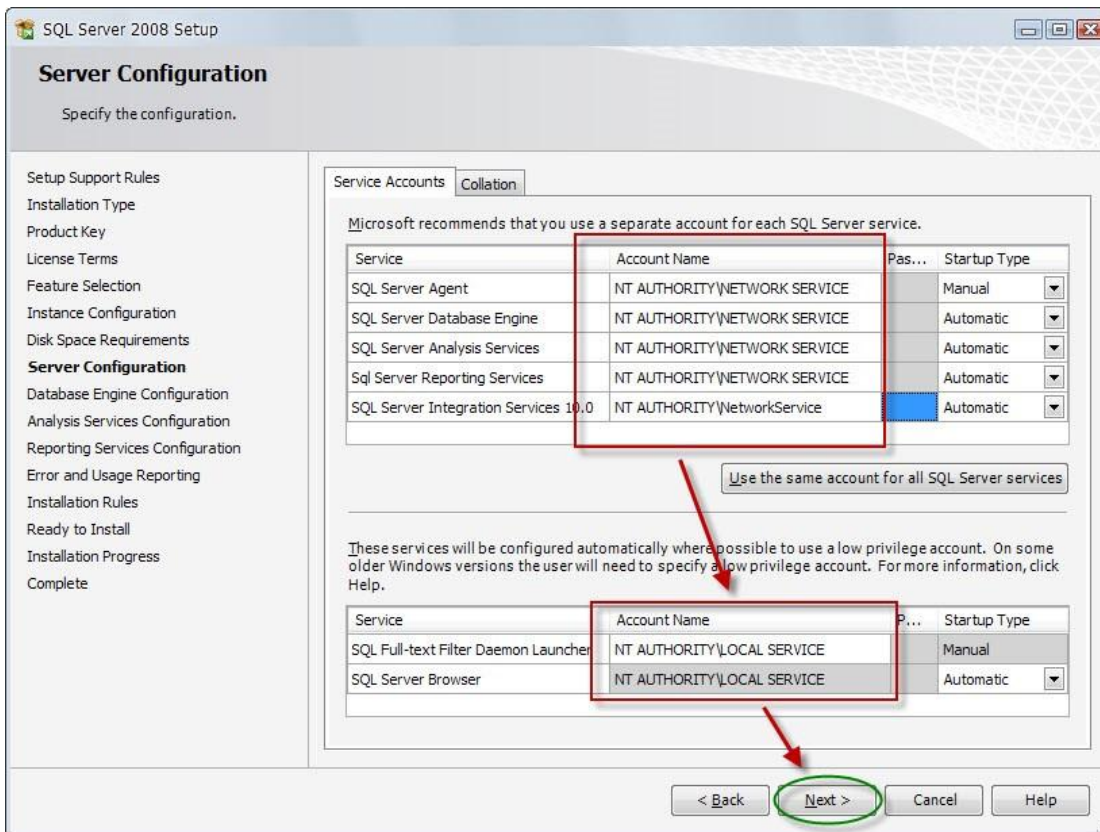 SQL Server 2008 Setup
Server Configuration
Specify the configuration.
Setup Support Rules
Installation Type
Product Key
License Terms
Feature Selection
Instance Configuration
Disk Space Requirements
Server Configuration
Database Engine Configuration
Analysis Services Configuration
Reporting Services Configuration
Error and Usage Reporting
Installation Rules
Ready to Install
Installation Progress
Complete
Service Accounts Collation
Microsoft recommends that you use a separate account for each SQL Server service.
Service Account Name Pas... Startup Type
SQL Server Agent NT AUTHORITY\NETWORK SERVICE Manual
SQL Server Database Engine NT AUTHORITY\NETWORK SERVICE Automatic
SQL Server Analysis Services NT AUTHORITY\NETWORK SERVICE Automatic
Sql Server Reporting Services NT AUTHORITY\NETWORK SERVICE Automatic
SQL Server Integration Services 10.0 NT AUTHORITY\NetworkService Automatic
Use the same account for all SQL Server services
These services will be configured automatically where possible to use a low privilege account. On some
older Windows versions the user will need to specify a low privilege account. For more information, click
Help.
Service Account Name P... Startup Type
SQL Full-text Filter Daemon Launcher NT AUTHORITY\LOCAL SERVICE Manual
SQL Server Browser NT AUTHORITY\LOCAL SERVICE Automatic
< Back Next > Cancel Help